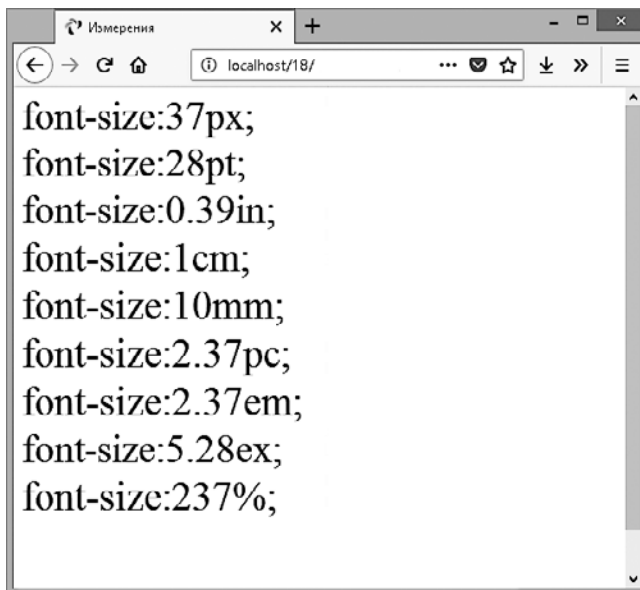 Измерения
localhost/18/
font-size:37px;
font-size:28pt;
font-size:0.39in;
font-size:1cm;
font-size:10mm;
font-size:2.37pc;
font-size:2.37em;
font-size:5.28ex;
font-size:237%;